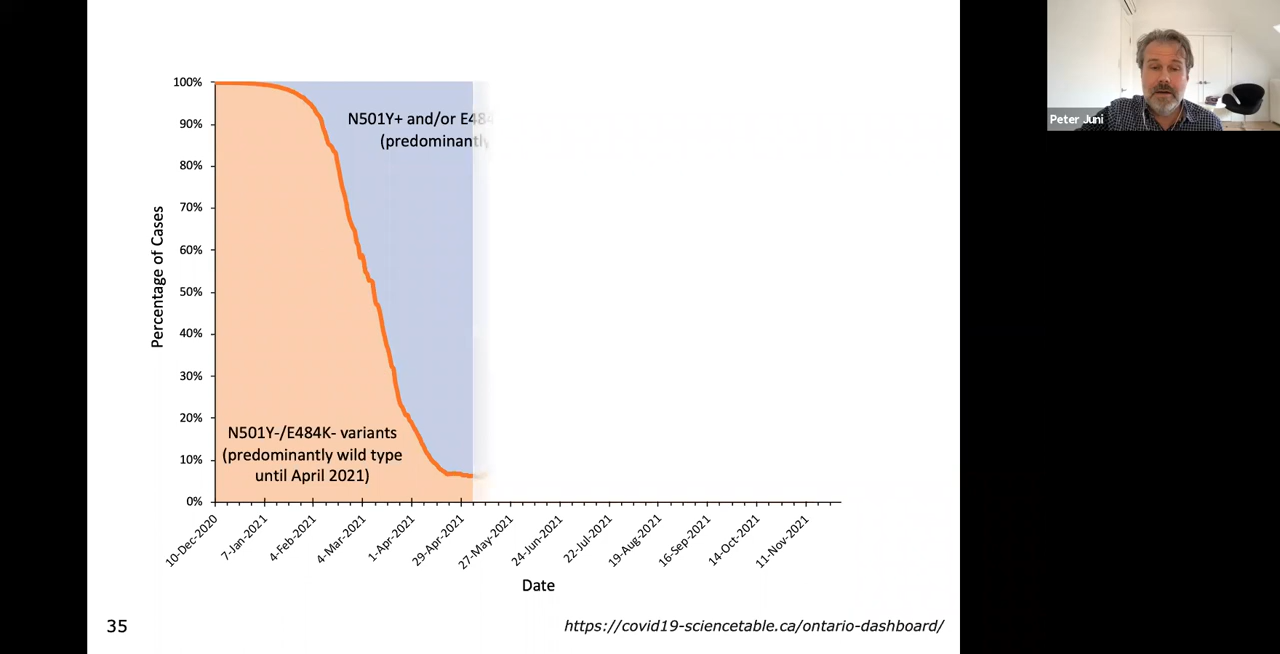 100%
90%
80%
70%
60%
50%
40%
30%
20%
10%
0%
Percentage of Cases
N501Y+ and/or E484
(predominantly
N501Y-/E484K- variants
(predominantly wild type
until April 2021)
10-Dec-2020
7-Jan-2021
4-Feb-2021
4-Mar-2021
1-Apr-2021
29-Apr-2021
27-May-2021
24-Jun-2021
22-Jul-2021
19-Aug-2021
16-Sep-2021
14-Oct-2021
11-Nov-2021
Date
35
https://covid19-sciencetable.ca/ontario-dashboard/
Peter Juni